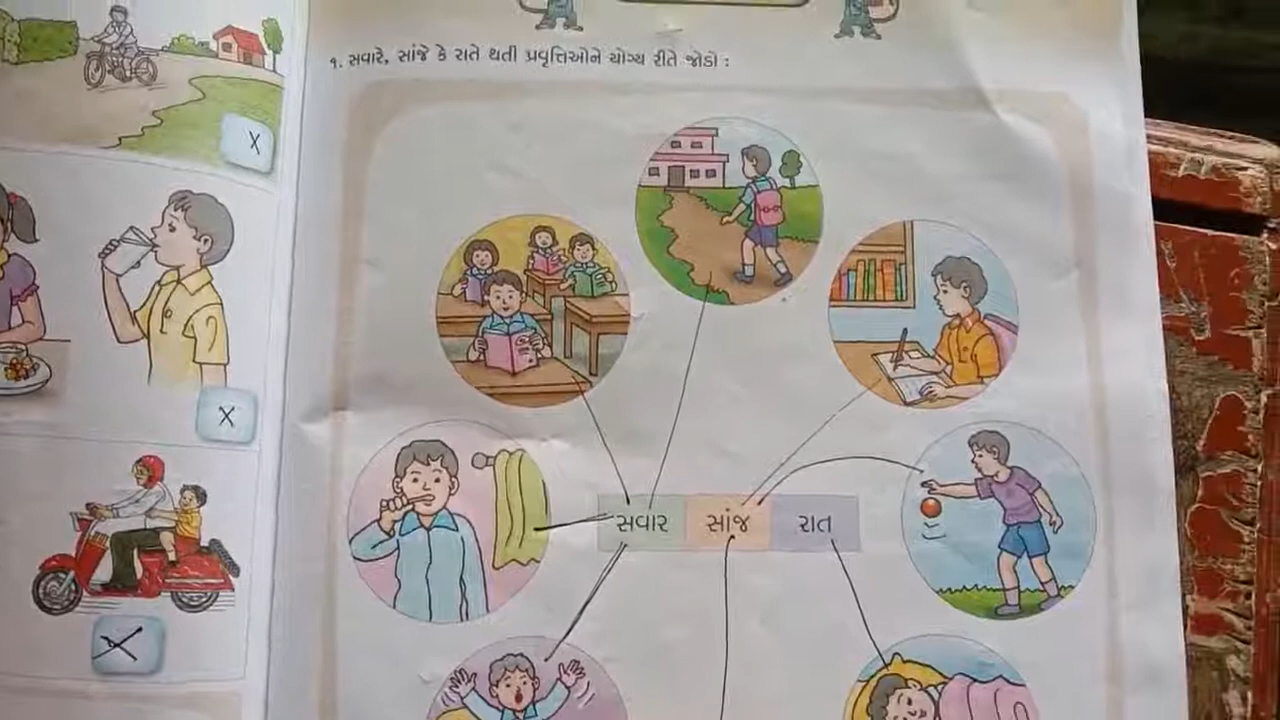 ૧. સવારે, સાંજે કે રાતે થતી પ્રવૃત્તિઓને યોગ્ય રીતે જોડો :
સવાર સાંજ રાત
X
X
X